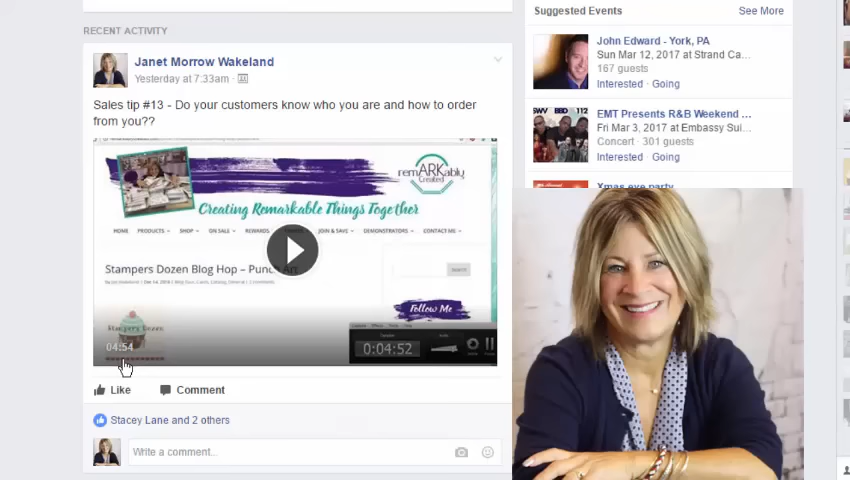 RECENT ACTIVITY
Janet Morrow Wakeland
Yesterday at 7:33am ·
Sales tip #13 - Do your customers know who you are and how to order
from you??
remARKably
Created
Creating Remarkable Things Together
HOME PRODUCTS SHOP ON SALE REWARDS JOIN & SAVE DEMONSTRATORS CONTACT ME
Stampers Dozen Blog Hop – Punch Art
Follow Me
Stampers Dozen
04:54
0:04:52
Like Comment
Stacey Lane and 2 others
Write a comment...
Suggested Events See More
John Edward - York, PA
Sun Mar 12, 2017 at Strand Ca...
167 guests
Interested · Going
SWV BBD 112
EMT Presents R&B Weekend ...
Fri Mar 3, 2017 at Embassy Sui...
Concert · 301 guests
Interested · Going
Xmas eve party